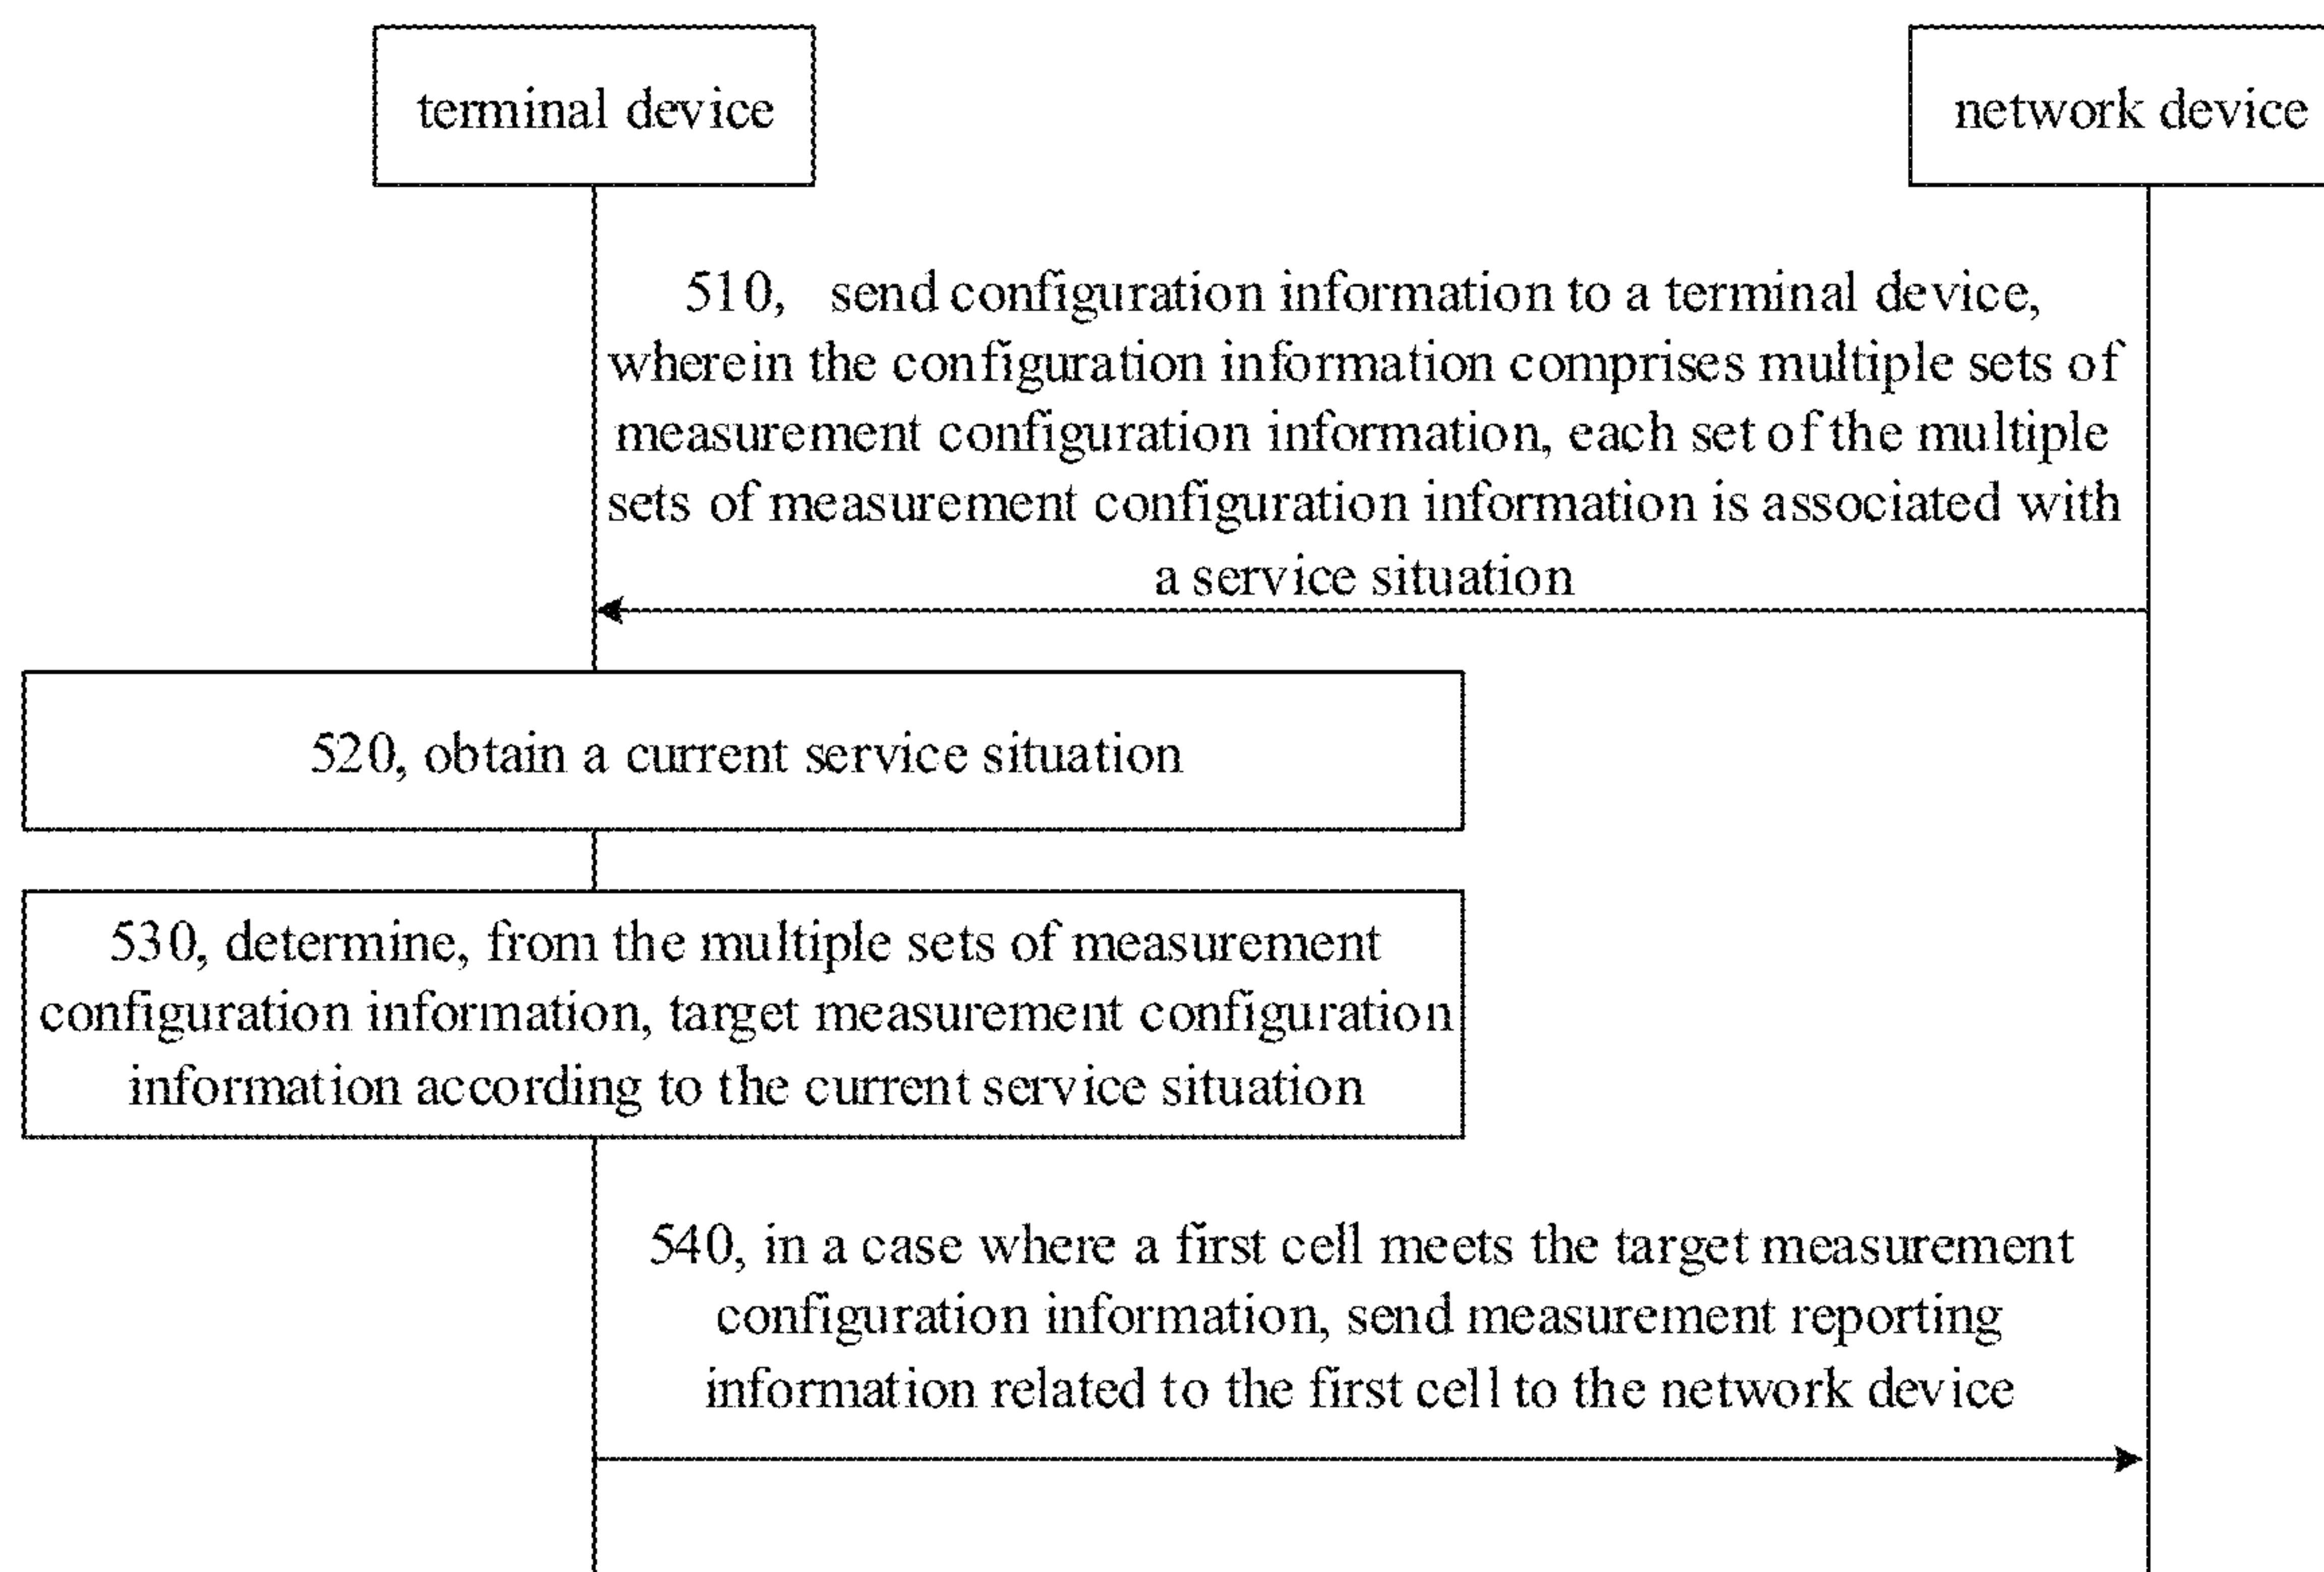 terminal device
network device
510, send configuration information to a terminal device,
wherein the configuration information comprises multiple sets of
measurement configuration information, each set of the multiple
sets of measurement configuration information is associated with
a service situation
520, obtain a current service situation
530, determine, from the multiple sets of measurement
configuration information, target measurement configuration
information according to the current service situation
540, in a case where a first cell meets the target measurement
configuration information, send measurement reporting
information related to the first cell to the network device